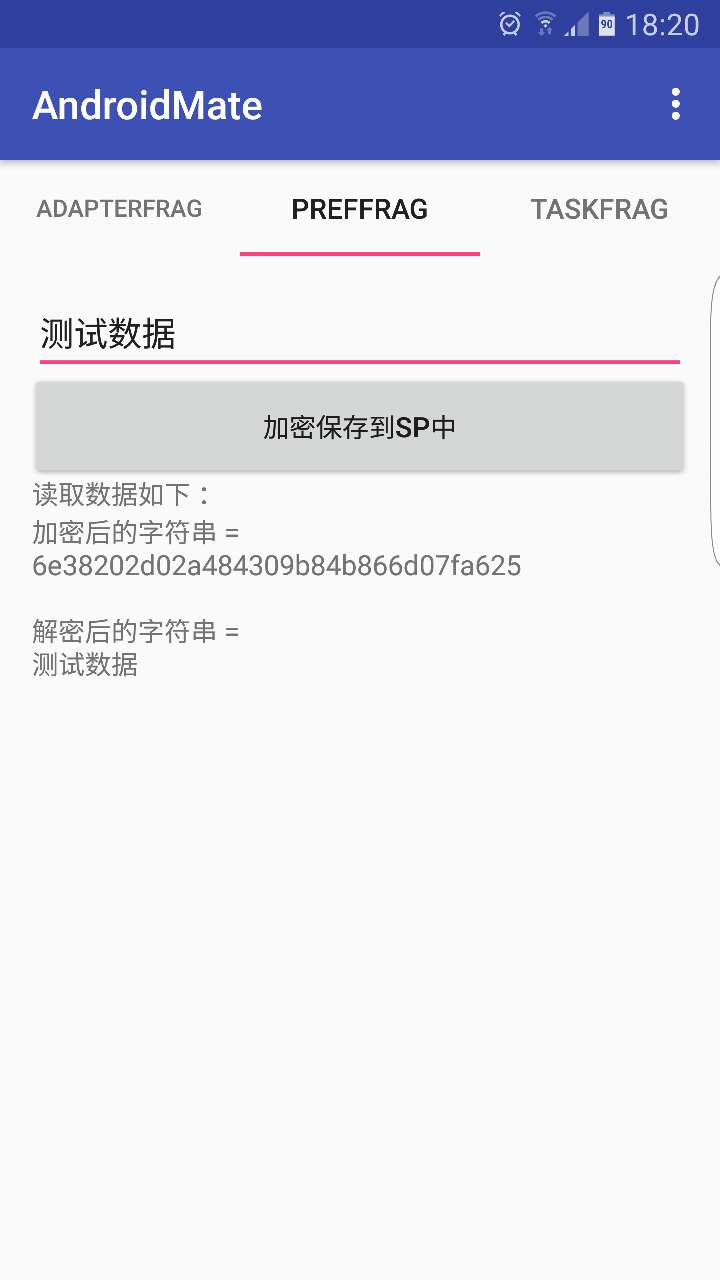 90 18:20
AndroidMate
ADAPTERFRAG PREFFRAG TASKFRAG
测试数据
加密保存到SP中
读取数据如下：
加密后的字符串 =
6e38202d02a484309b84b866d07fa625
解密后的字符串 =
测试数据